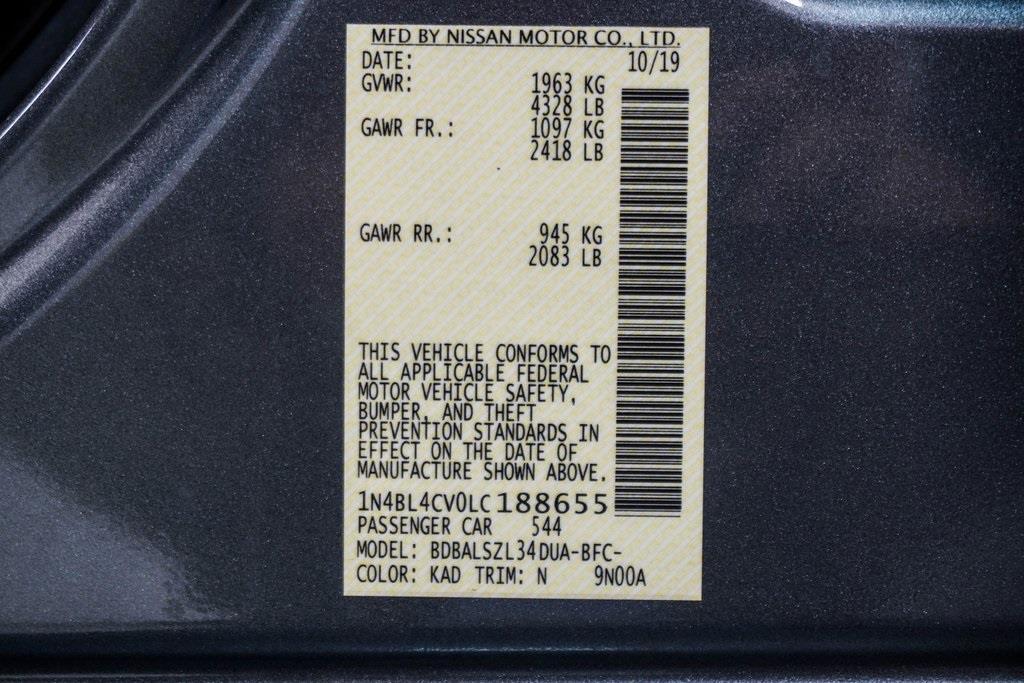 MFD BY NISSAN MOTOR CO., LTD.
DATE: 10/19
GVWR: 1963 KG
4328 LB
GAWR FR.: 1097 KG
2418 LB
GAWR RR.: 945 KG
2083 LB
THIS VEHICLE CONFORMS TO
ALL APPLICABLE FEDERAL
MOTOR VEHICLE SAFETY,
BUMPER, AND THEFT
PREVENTION STANDARDS IN
EFFECT ON THE DATE OF
MANUFACTURE SHOWN ABOVE.
1N4BL4CV0LC188655
PASSENGER CAR 544
MODEL: BDBALSZL34DUA-BFC-
COLOR: KAD TRIM: N 9N00A